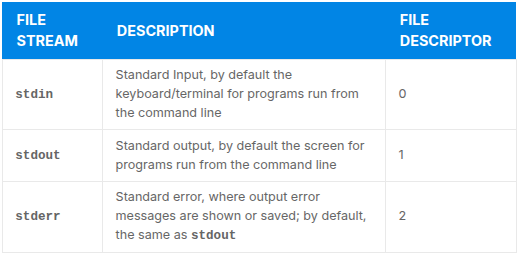 FILE STREAM
DESCRIPTION
FILE DESCRIPTOR
stdin
Standard Input, by default the
keyboard/terminal for programs run from
the command line
0
stdout
Standard output, by default the screen for
programs run from the command line
1
stderr
Standard error, where output error
messages are shown or saved; by default,
the same as stdout
2